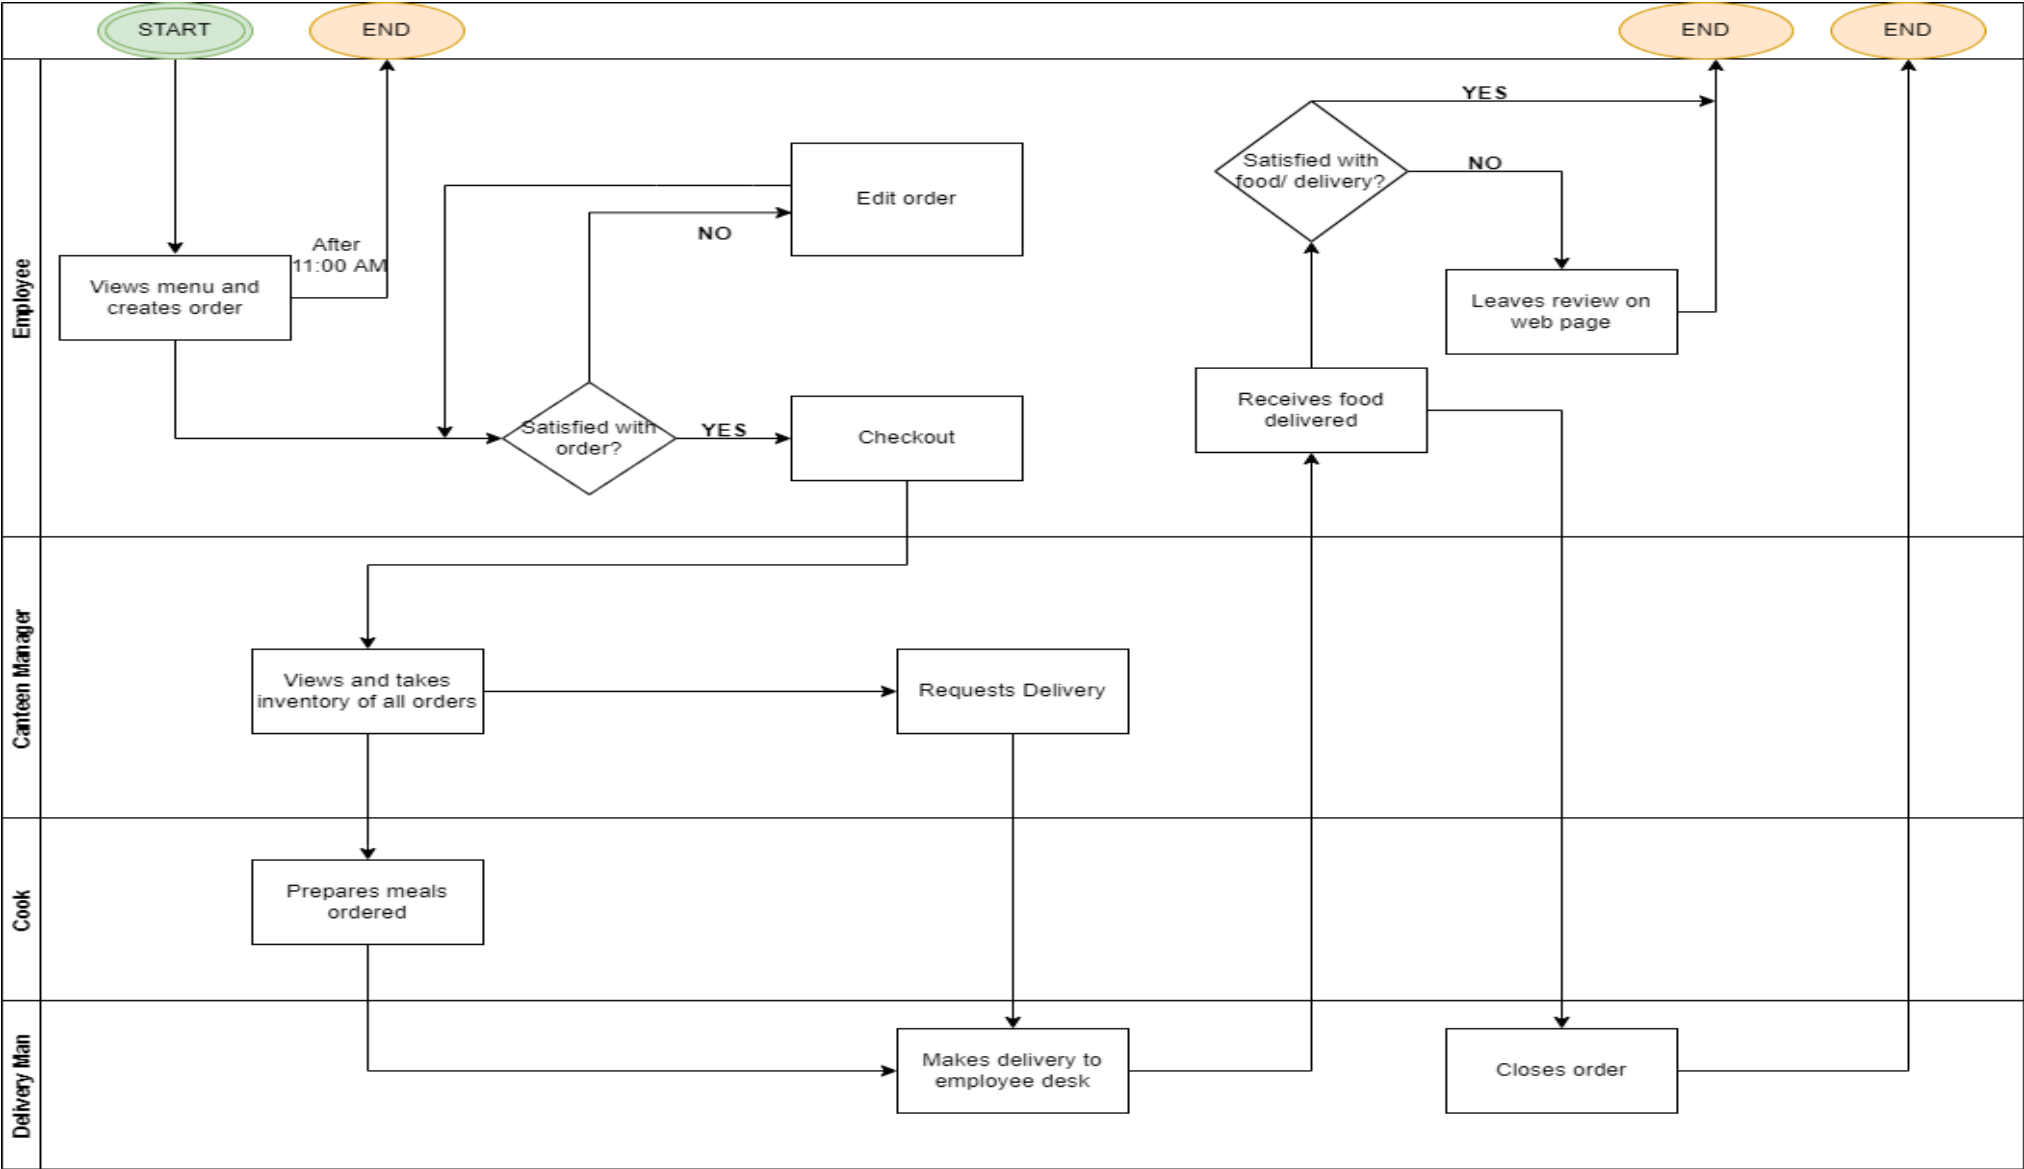 START
END
END
END
Employee
Views menu and
creates order
After
11:00 AM
Edit order
NO
Satisfied with
order?
YES
Checkout
YES
Satisfied with
food/ delivery?
NO
Leaves review on
web page
Receives food
delivered
Canteen Manager
Views and takes
inventory of all orders
Requests Delivery
Cook
Prepares meals
ordered
Delivery Man
Makes delivery to
employee desk
Closes order